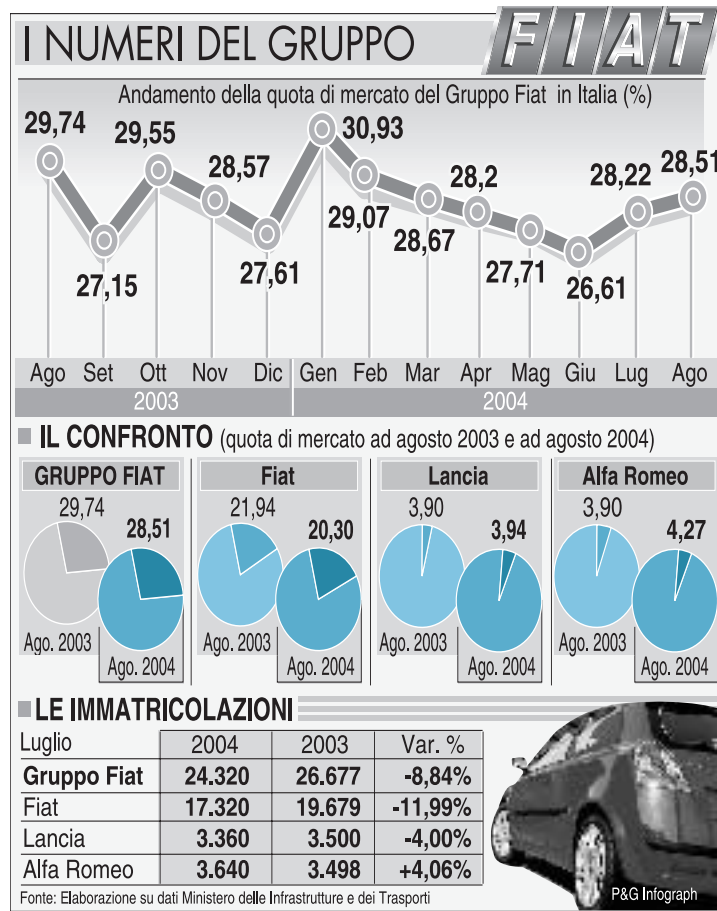 I NUMERI DEL GRUPPO FIAT
Andamento della quota di mercato del Gruppo Fiat in Italia (%)
29,74
27,15
29,55
28,57
27,61
30,93
29,07
28,67
28,2
27,71
26,61
28,22
28,51
Ago Set Ott Nov Dic Gen Feb Mar Apr Mag Giu Lug Ago
2003 2004
IL CONFRONTO (quota di mercato ad agosto 2003 e ad agosto 2004)
GRUPPO FIAT
29,74
28,51
Ago. 2003
Ago. 2004
Fiat
21,94
20,30
Ago. 2003
Ago. 2004
Lancia
3,90
3,94
Ago. 2003
Ago. 2004
Alfa Romeo
3,90
4,27
Ago. 2003
Ago. 2004
LE IMMATRICOLAZIONI
Luglio 2004 2003 Var. %
Gruppo Fiat 24.320 26.677 -8,84%
Fiat 17.320 19.679 -11,99%
Lancia 3.360 3.500 -4,00%
Alfa Romeo 3.640 3.498 +4,06%
Fonte: Elaborazione su dati Ministero delle Infrastrutture e dei Trasporti
P&G Infograph